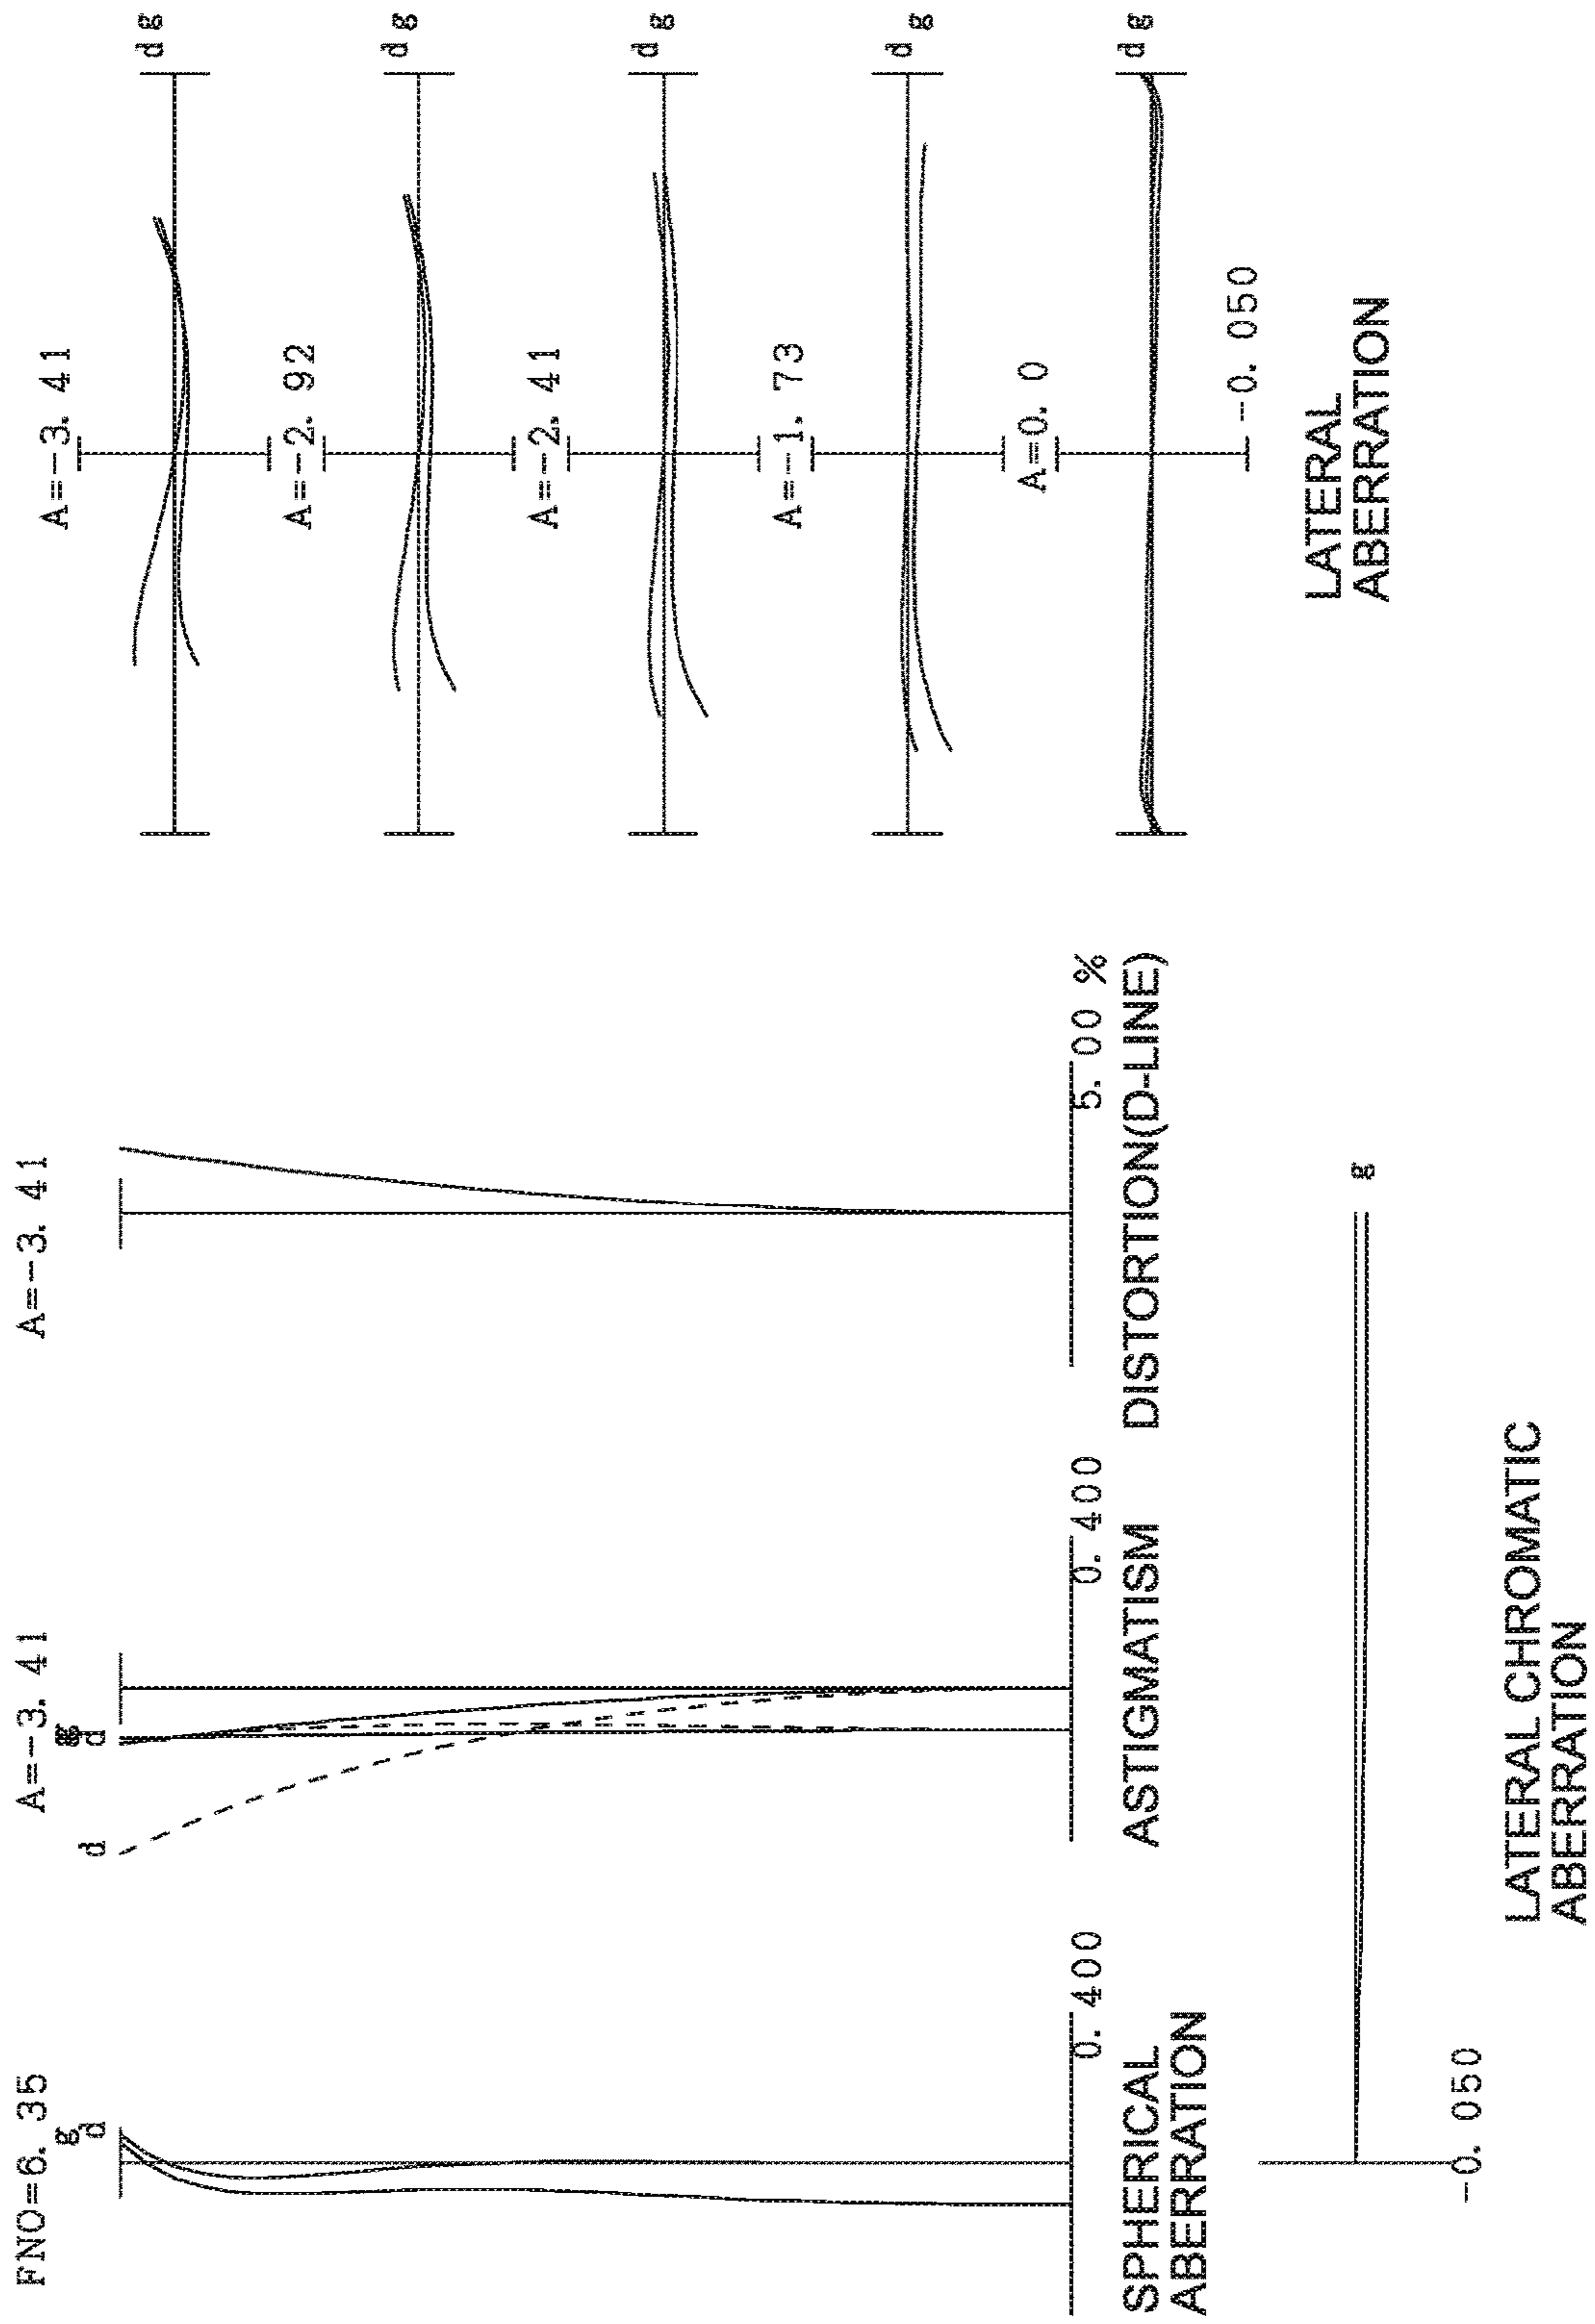 FNO=6. 35
g
d
0. 400
SPHERICAL
ABERRATION
A=-3. 41
d
g
g
d
0. 400
ASTIGMATISM
A=-3. 41
5. 00 %
DISTORTION(D-LINE)
g
-0. 050
LATERAL CHROMATIC
ABERRATION
A=-3. 41
d g
A=-2. 92
d g
A=-2. 41
d g
A=-1. 73
d g
A=0. 0
d g
-0. 050
LATERAL
ABERRATION